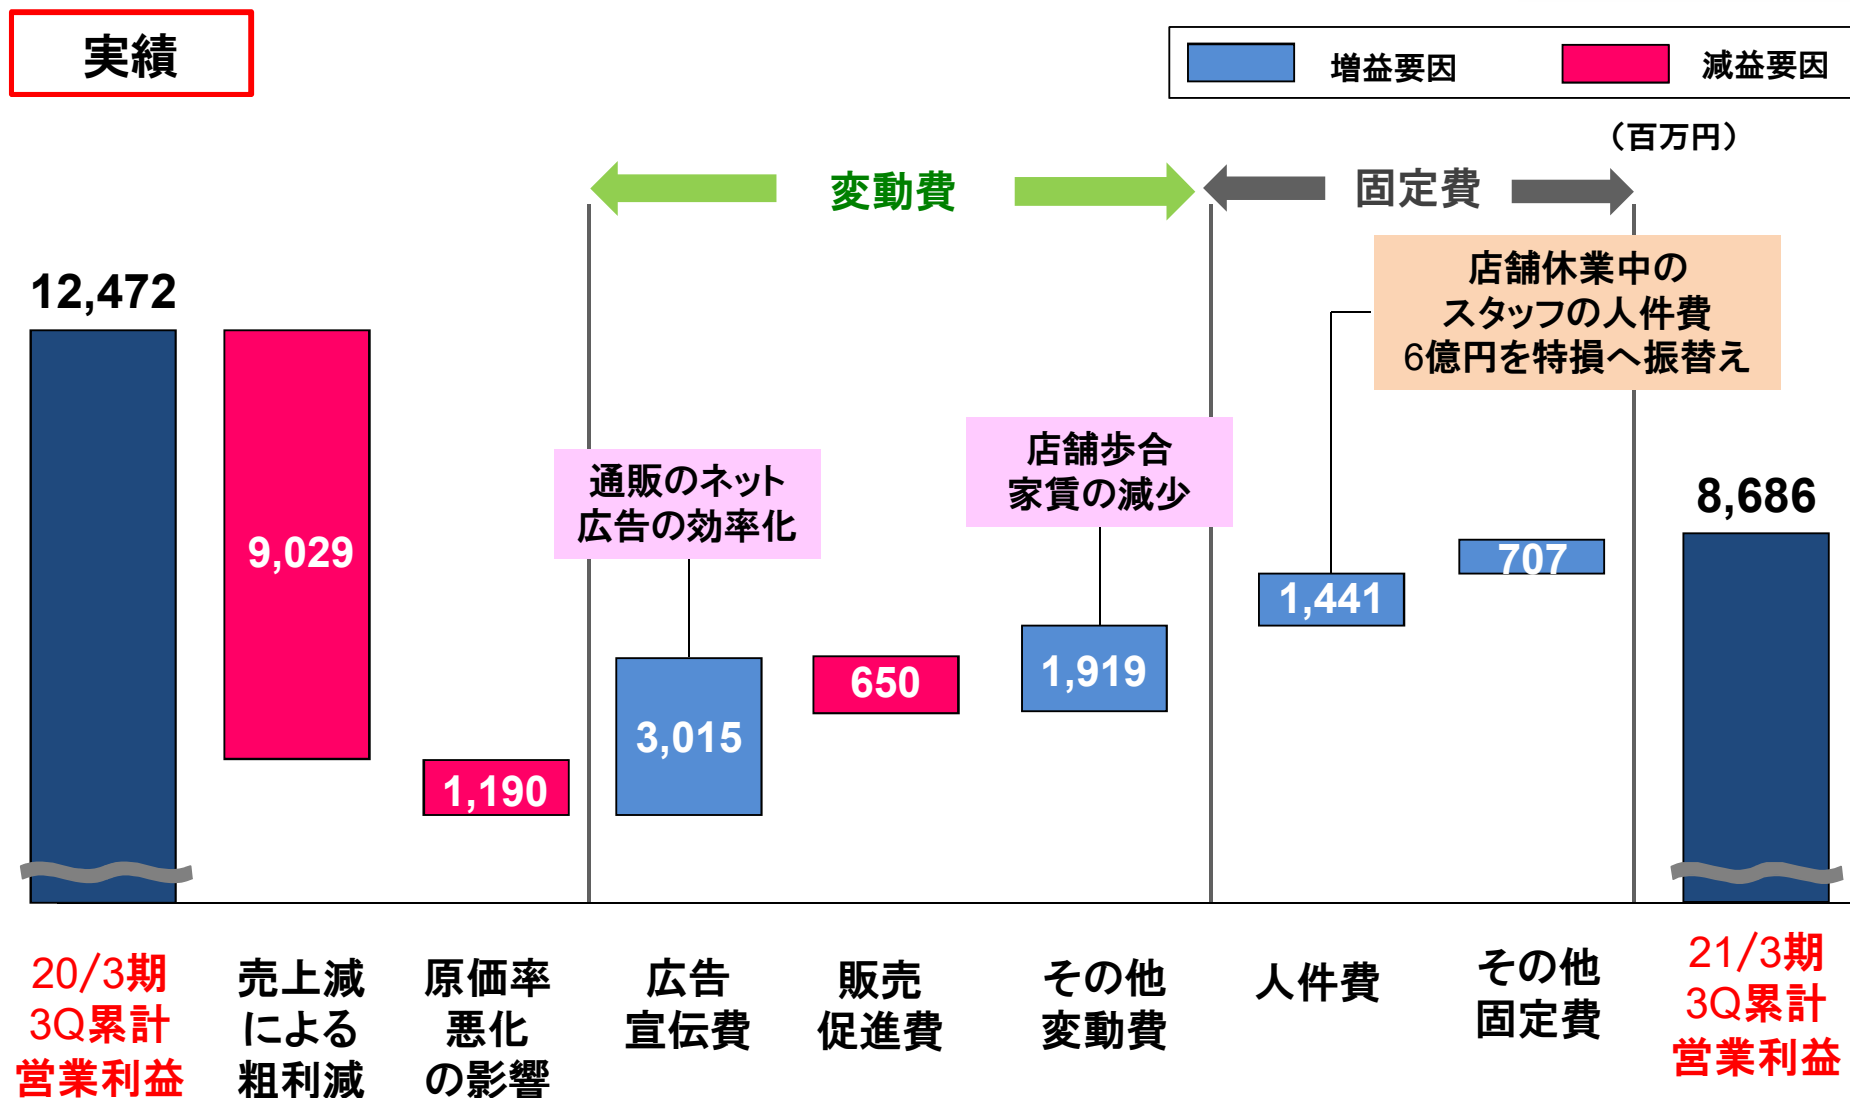 実績
増益要因
減益要因
（百万円）
変動費
固定費
店舗休業中の
スタッフの人件費
6億円を特損へ振替え
12,472
店舗歩合
家賃の減少
通販のネット
広告の効率化
8,686
9,029
707
1,441
1,919
650
3,015
1,190
20/3期
3Q累計
営業利益
売上減
による
粗利減
原価率
悪化
の影響
広告
宣伝費
販売
促進費
その他
変動費
人件費
その他
固定費
21/3期
3Q累計
営業利益